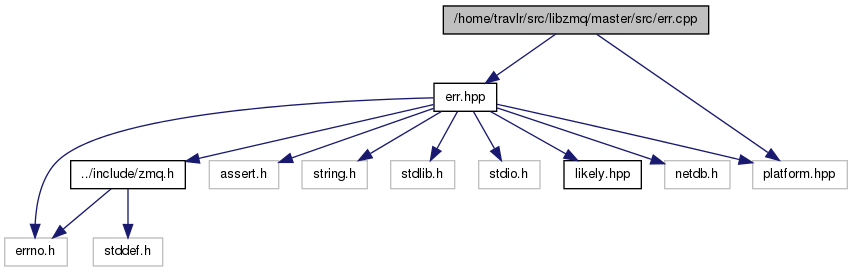 /home/travlr/src/libzmq/master/src/err.cpp
err.hpp
../include/zmq.h
assert.h
string.h
stdlib.h
stdio.h
likely.hpp
netdb.h
platform.hpp
errno.h
stddef.h